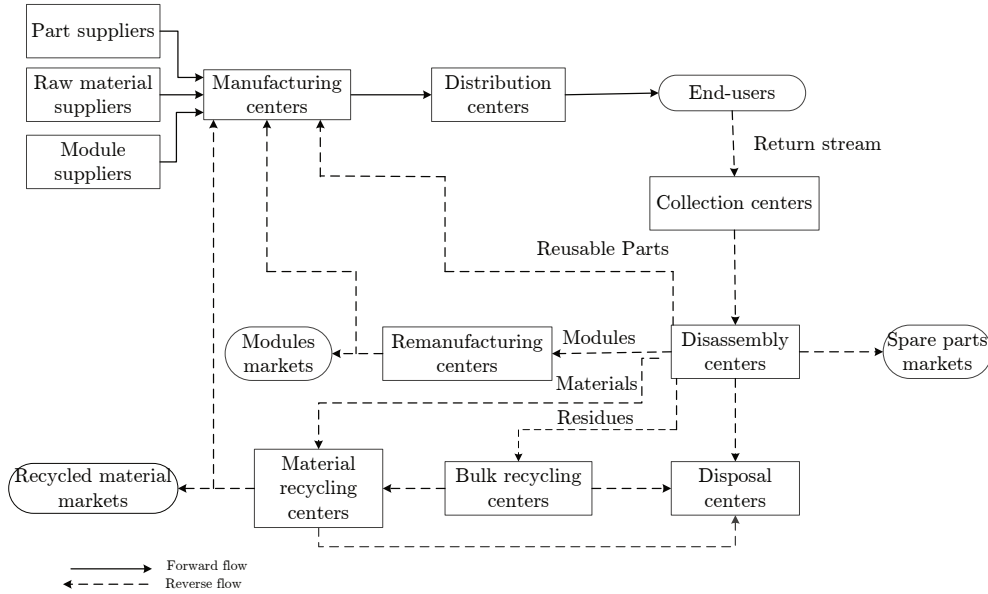 Part suppliers
Raw material
suppliers
Module
suppliers
Manufacturing
centers
Distribution
centers
End-users
Return stream
Collection centers
Reusable Parts
Modules
markets
Remanufacturing
centers
Modules
Disassembly
centers
Spare parts
markets
Materials
Residues
Recycled material
markets
Material
recycling
centers
Bulk recycling
centers
Disposal
centers
Forward flow
Reverse flow